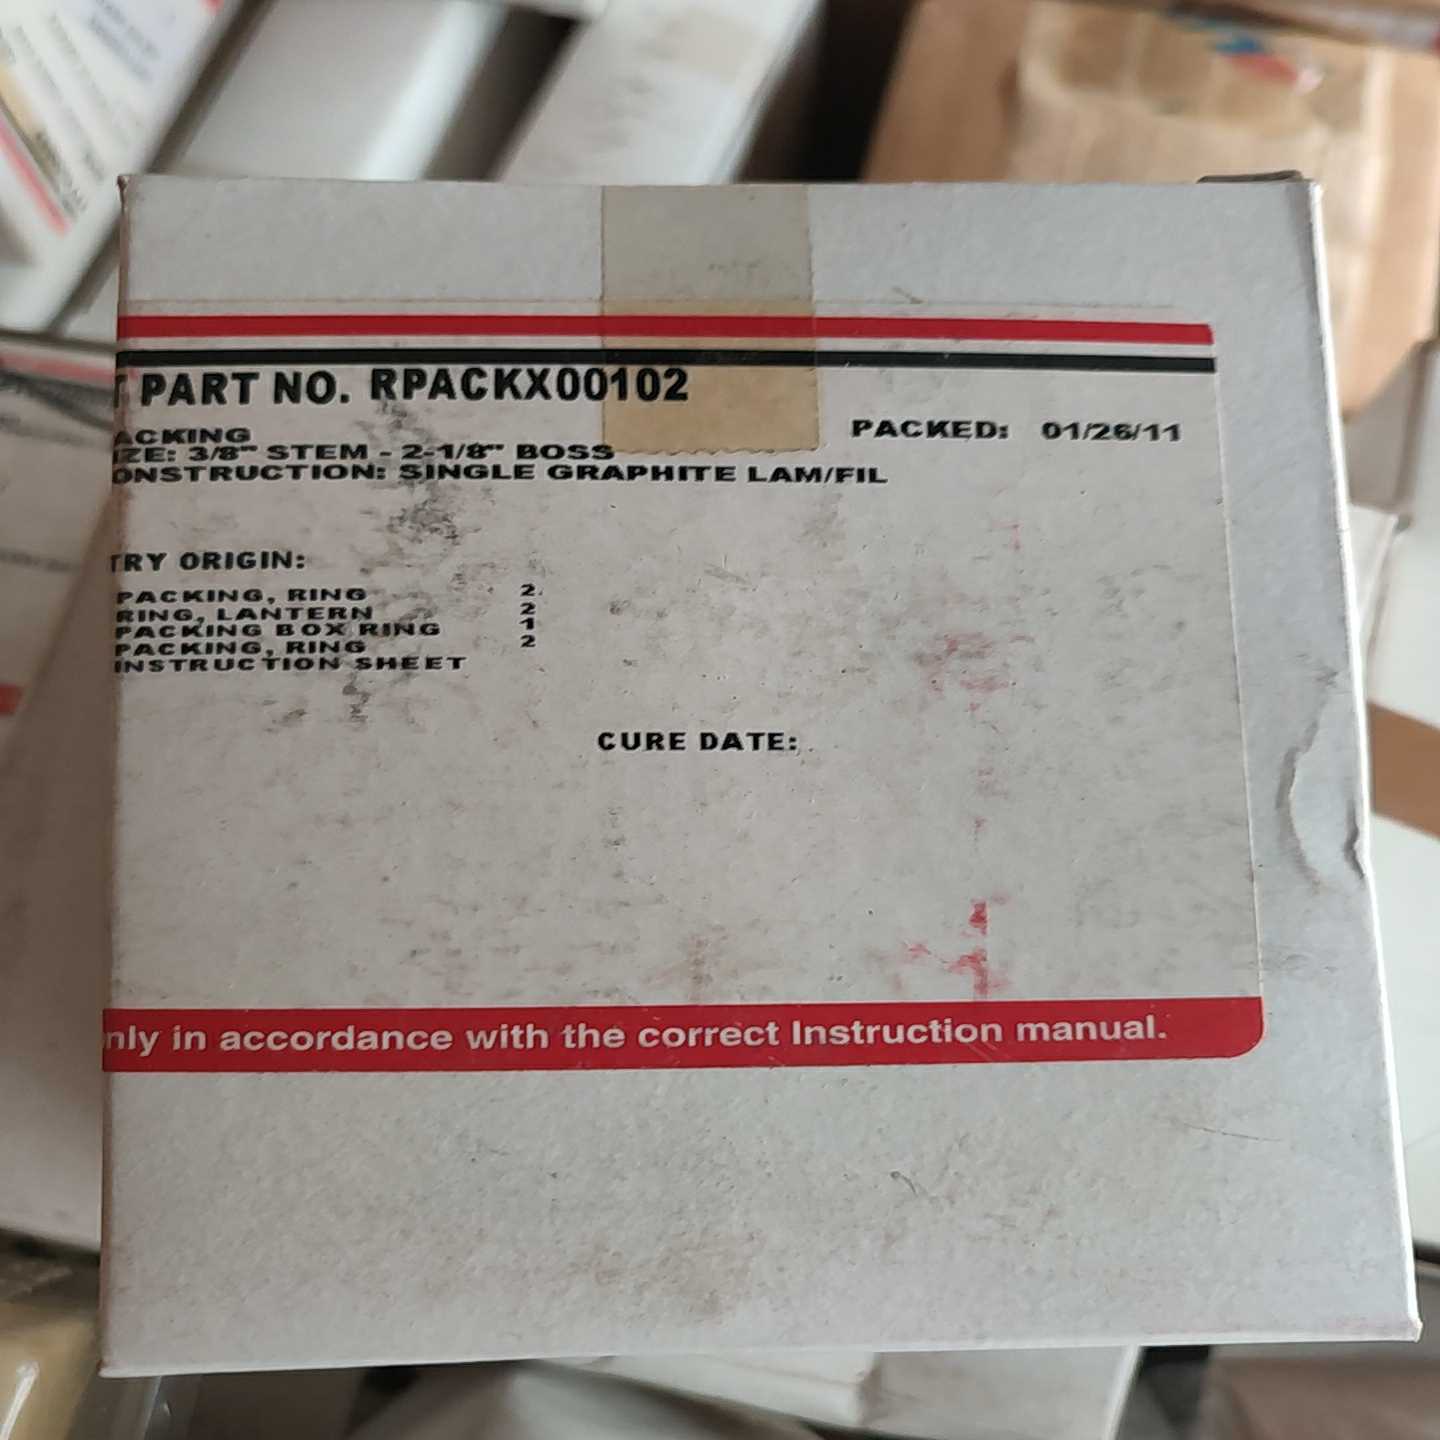 PART NO. RPACKX00102
ACKING
PACKED: 01/26/11
IZE: 3/8" STEM - 2-1/8" BOSS
ONSTRUCTION: SINGLE GRAPHITE LAM/FIL
TRY ORIGIN:
PACKING, RING 2
RING, LANTERN 2
PACKING BOX RING 1
PACKING, RING 2
INSTRUCTION SHEET
CURE DATE:
nly in accordance with the correct Instruction manual.